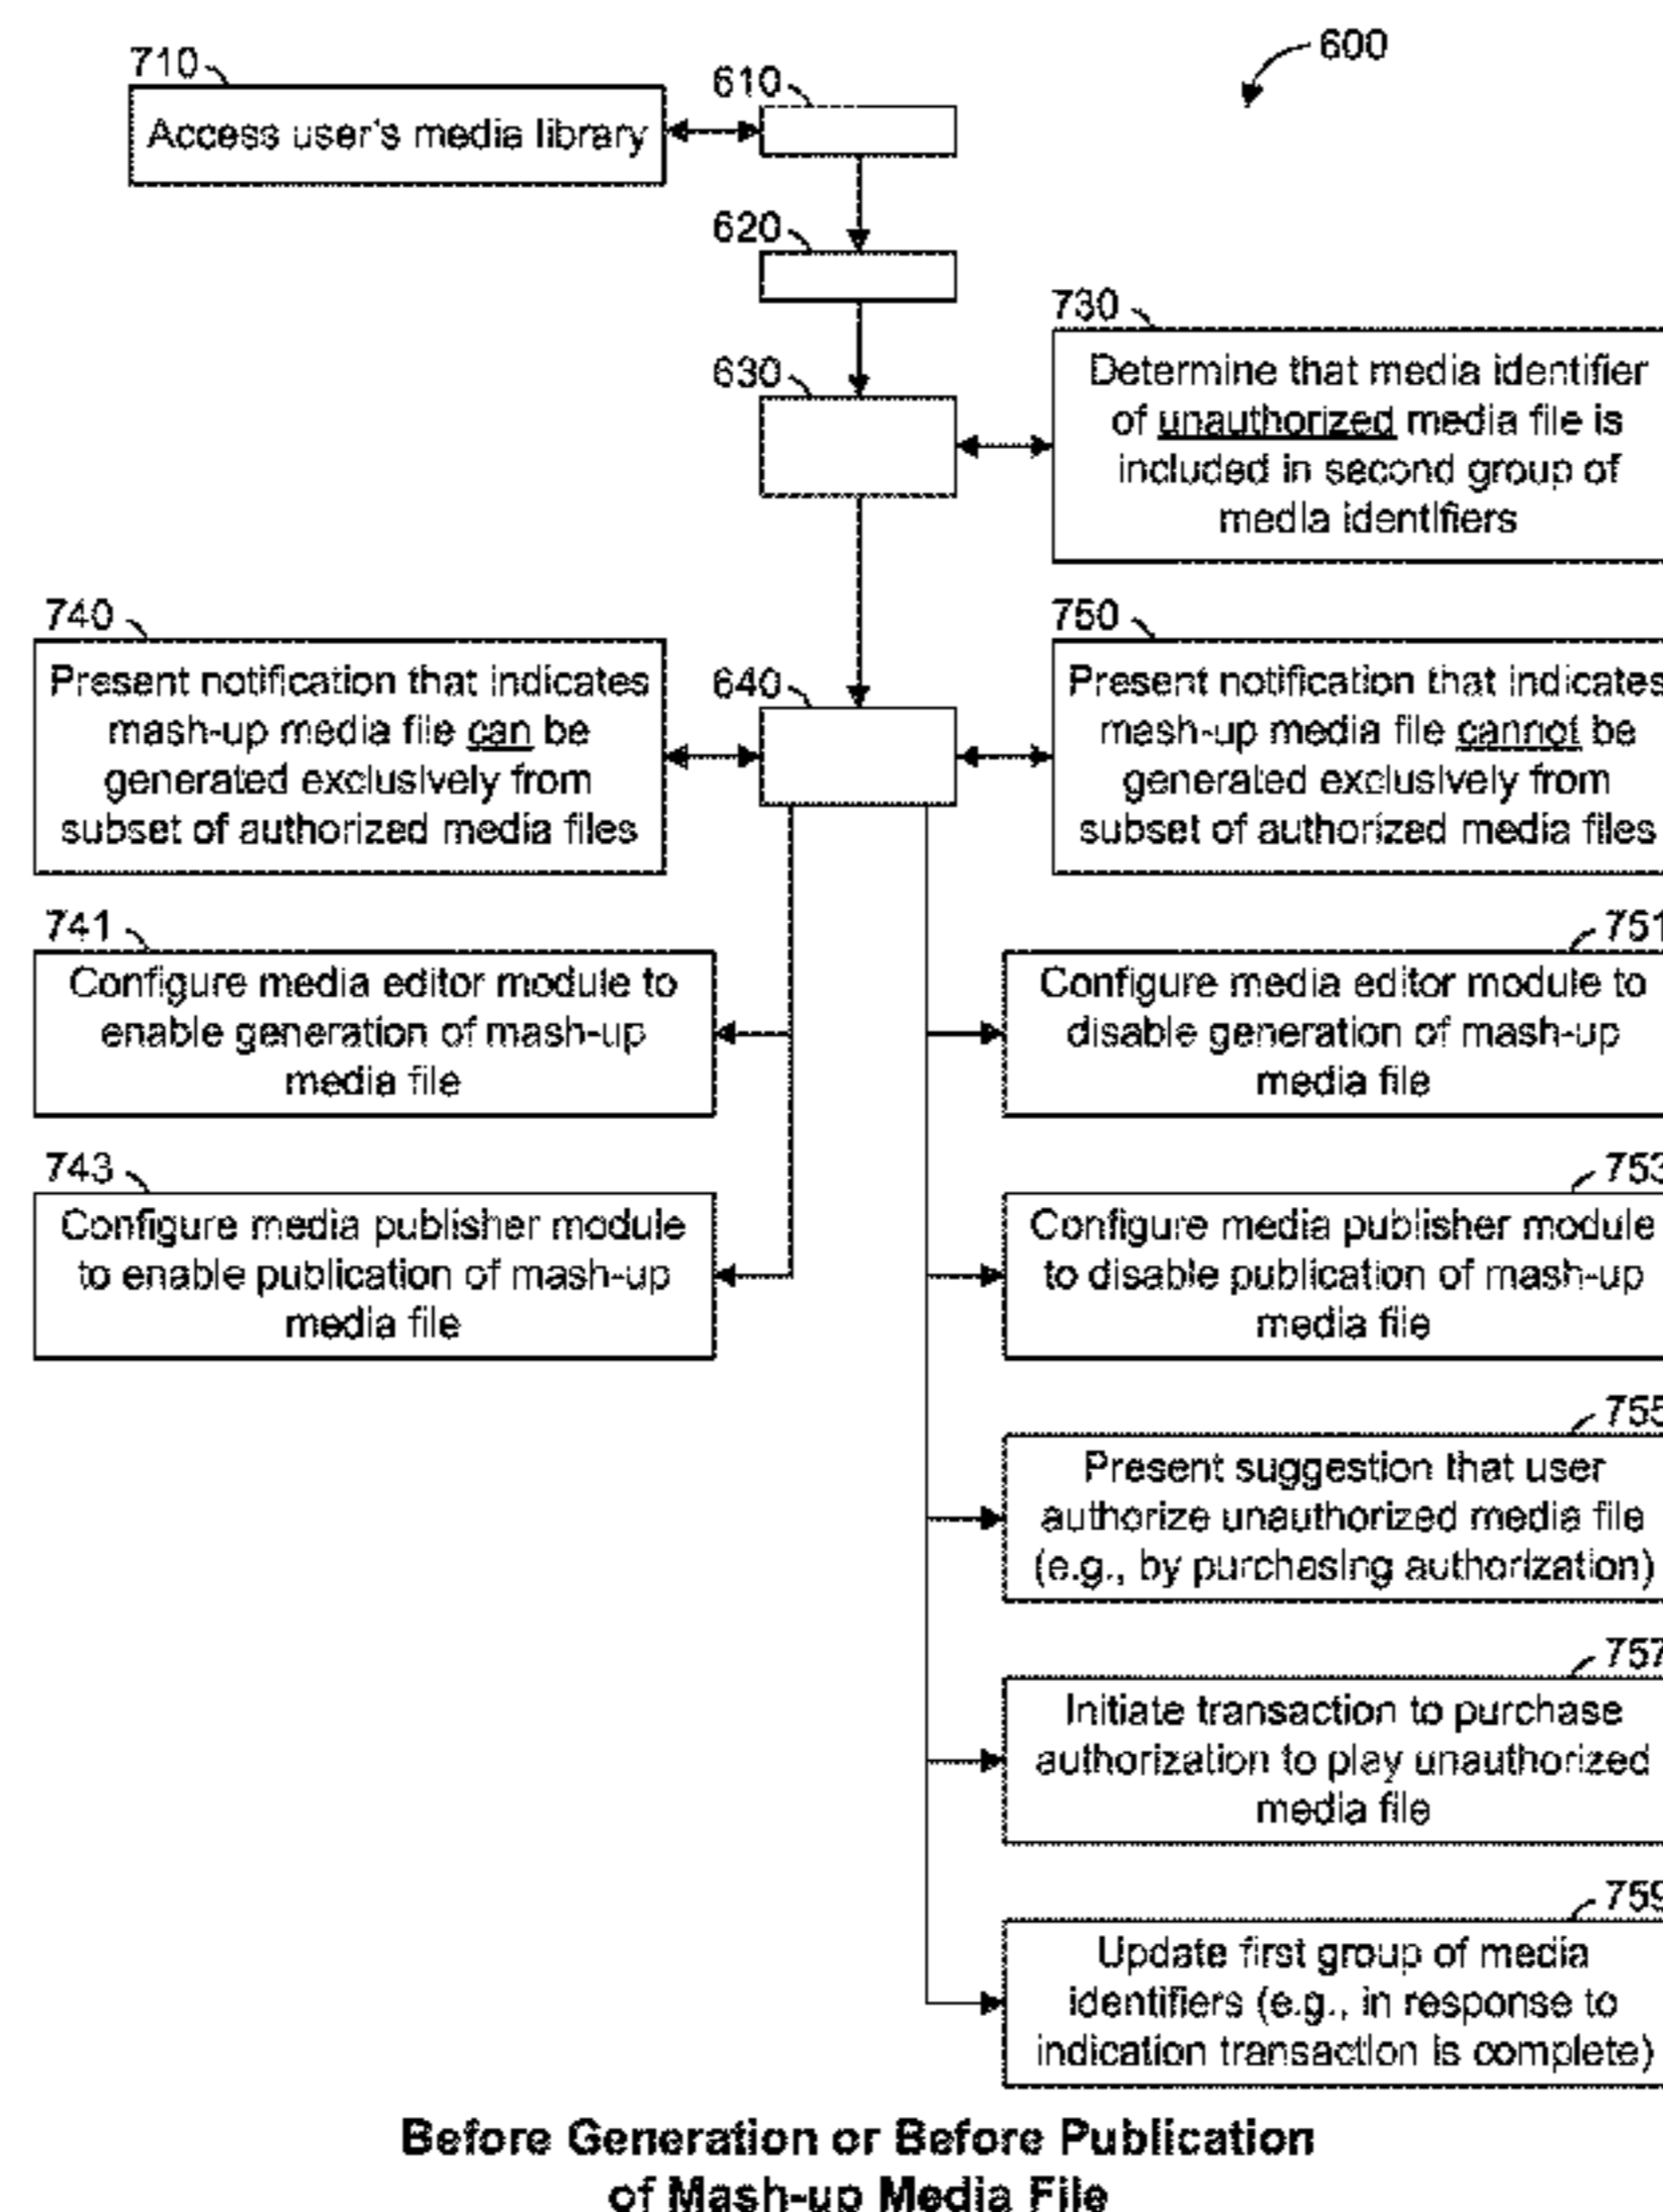 600
710
Access user's media library
610
620
730
Determine that media identifier
of unauthorized media file is
included in second group of
media identifiers
630
740
Present notification that indicates
mash-up media file can be
generated exclusively from
subset of authorized media files
640
750
Present notification that indicates
mash-up media file cannot be
generated exclusively from
subset of authorized media files
741
Configure media editor module to
enable generation of mash-up
media file
751
Configure media editor module to
disable generation of mash-up
media file
743
Configure media publisher module
to enable publication of mash-up
media file
753
Configure media publisher module
to disable publication of mash-up
media file
755
Present suggestion that user
authorize unauthorized media file
(e.g., by purchasing authorization)
757
Initiate transaction to purchase
authorization to play unauthorized
media file
759
Update first group of media
identifiers (e.g., in response to
indication transaction is complete)
Before Generation or Before Publication
of Mash-up Media File